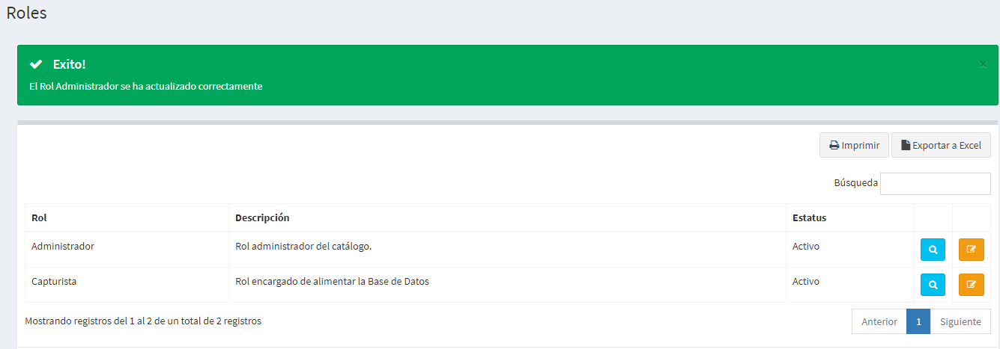 Roles
Exito!
×
El Rol Administrador se ha actualizado correctamente
Imprimir Exportar a Excel
Búsqueda
Rol Descripción Estatus
Administrador Rol administrador del catálogo. Activo
Capturista Rol encargado de alimentar la Base de Datos Activo
Mostrando registros del 1 al 2 de un total de 2 registros
Anterior 1 Siguiente